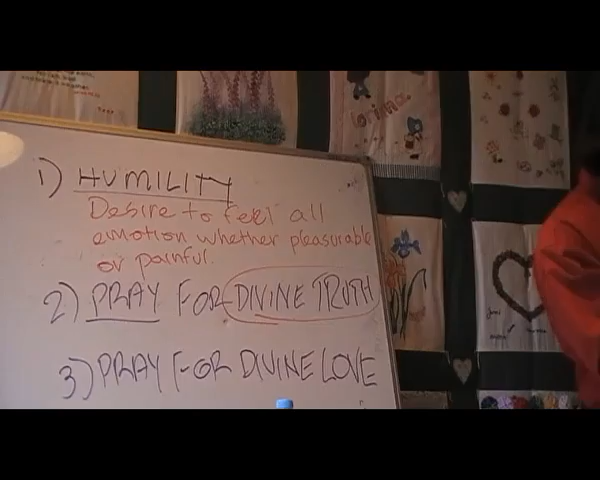 Lorina
1) HUMILITY
Desire to feel all
emotion whether pleasurable
or painful.
2) PRAY FOR DIVINE TRUTH
3) PRAY FOR DIVINE LOVE